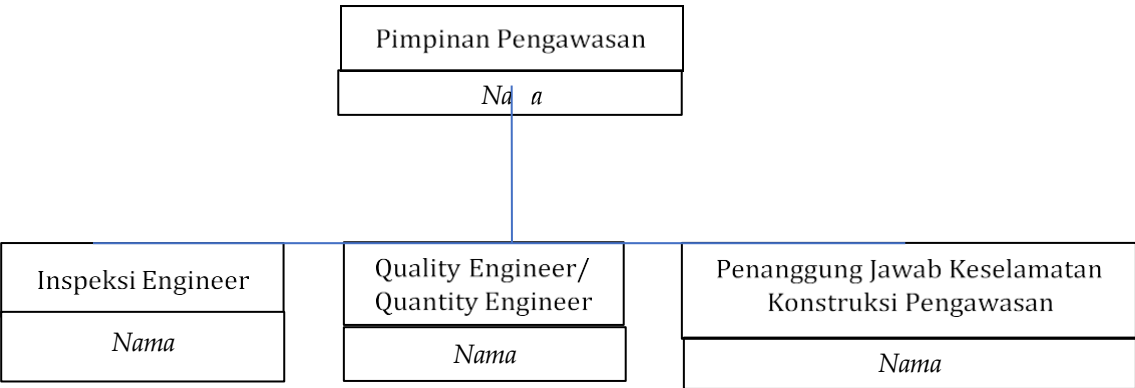 Pimpinan Pengawasan
Na a
Inspeksi Engineer
Nama
Quality Engineer/
Quantity Engineer
Nama
Penanggung Jawab Keselamatan
Konstruksi Pengawasan
Nama